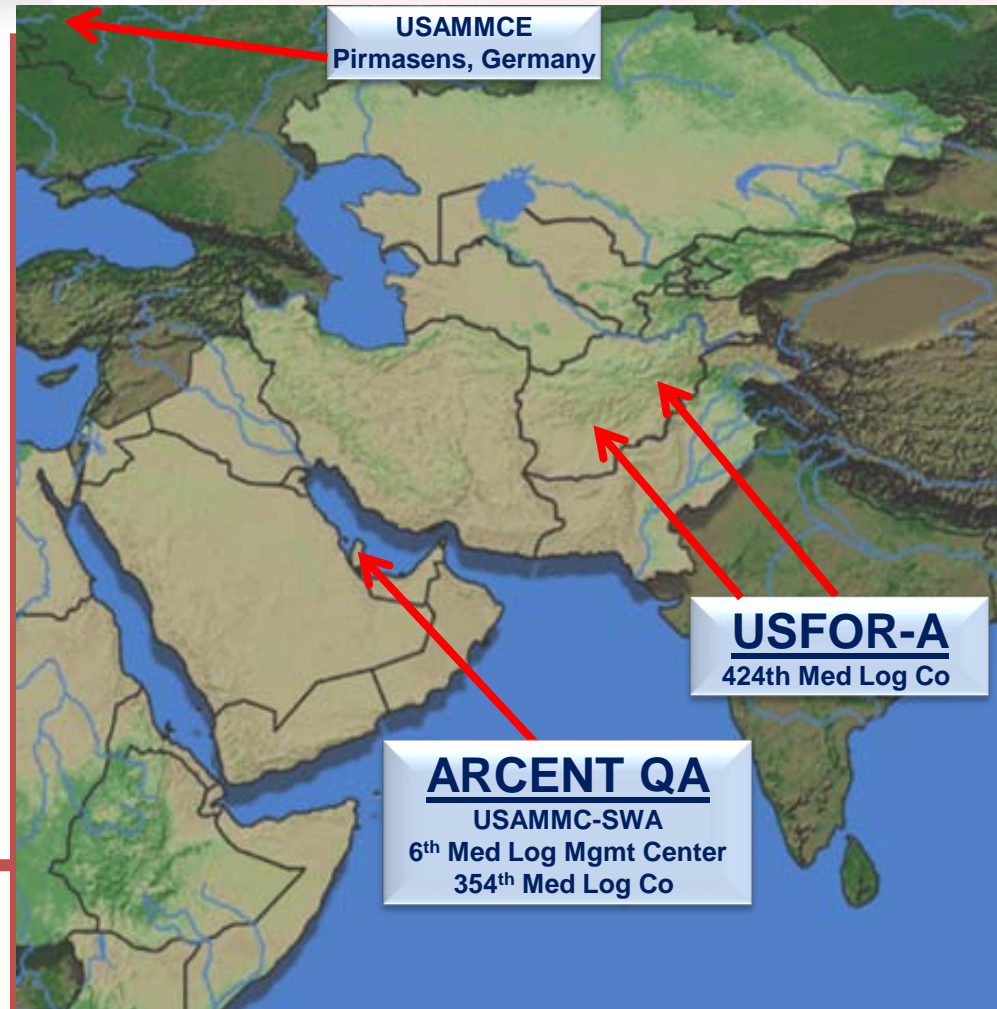 USAMMCE
Pirmasens, Germany
USFOR-A
424th Med Log Co
ARCENT QA
USAMMC-SWA
6th Med Log Mgmt Center
354th Med Log Co